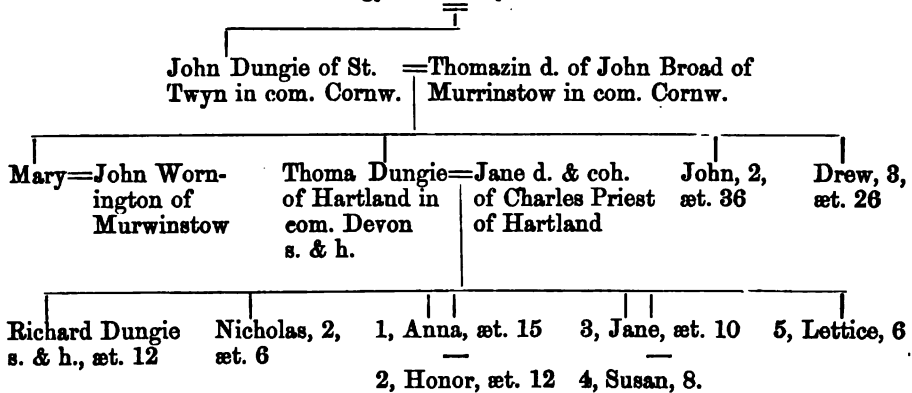 John Dungie of St. =Thomazin d. of John Broad of
Twyn in com. Cornw. Murrinstow in com. Cornw.
Mary=John Worn-
ington of
Murwinstow
Thoma Dungie=Jane d. & coh.
of Hartland in of Charles Priest
com. Devon of Hartland
s. & h.
John, 2,
æt. 36
Drew, 3,
æt. 26
Richard Dungie
s. & h., æt. 12
Nicholas, 2,
æt. 6
1, Anna, æt. 15
2, Honor, æt. 12
3, Jane, æt. 10
4, Susan, 8.
5, Lettice, 6